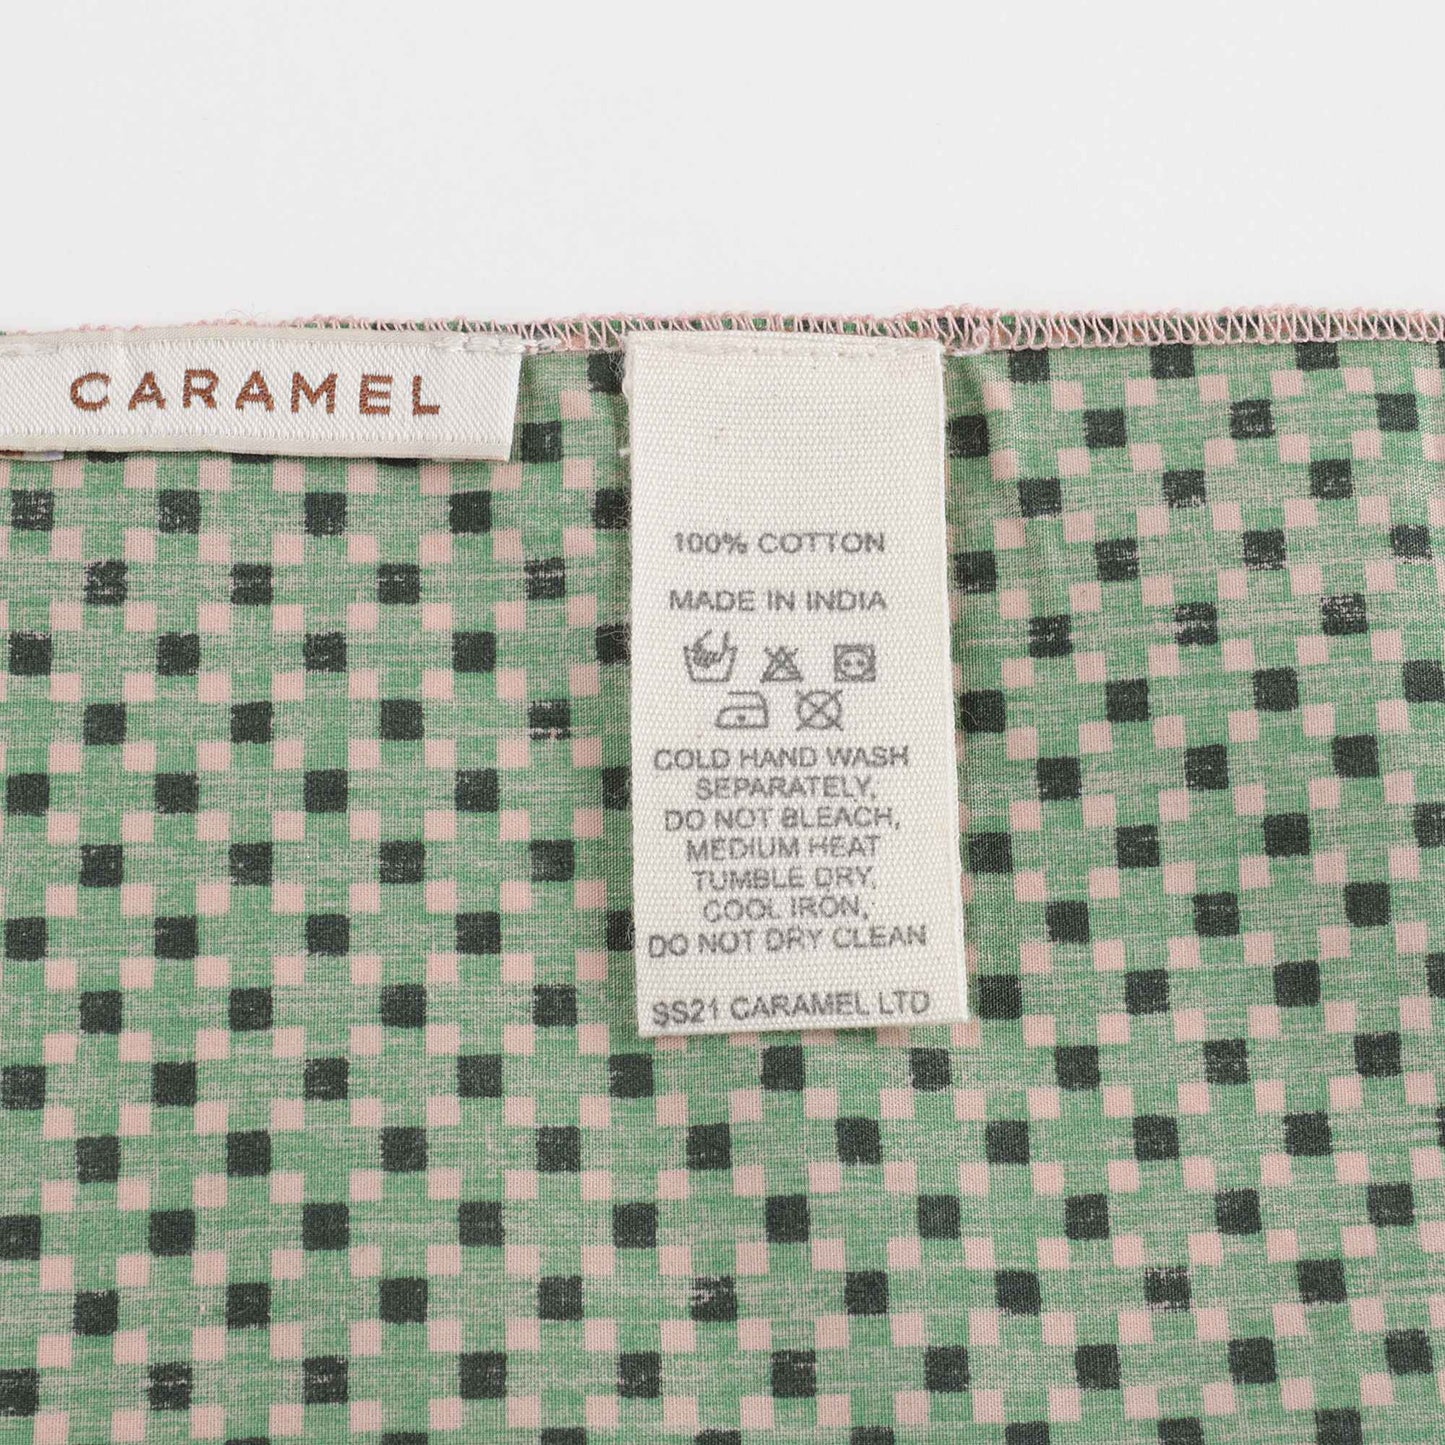 CARAMEL
100% COTTON
MADE IN INDIA
COLD HAND WASH
SEPARATELY,
DO NOT BLEACH,
MEDIUM HEAT
TUMBLE DRY,
COOL IRON,
DO NOT DRY CLEAN
SS21 CARAMEL LTD